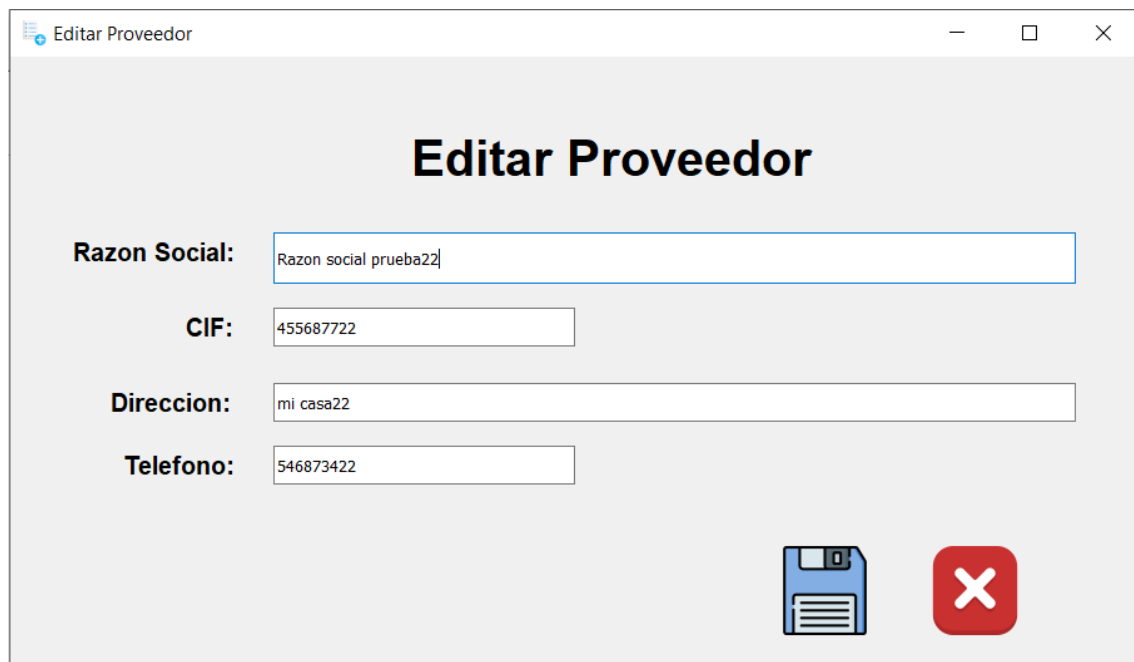 Editar Proveedor
Editar Proveedor
Razon Social: Razon social prueba22
CIF: 455687722
Direccion: mi casa22
Telefono: 546873422